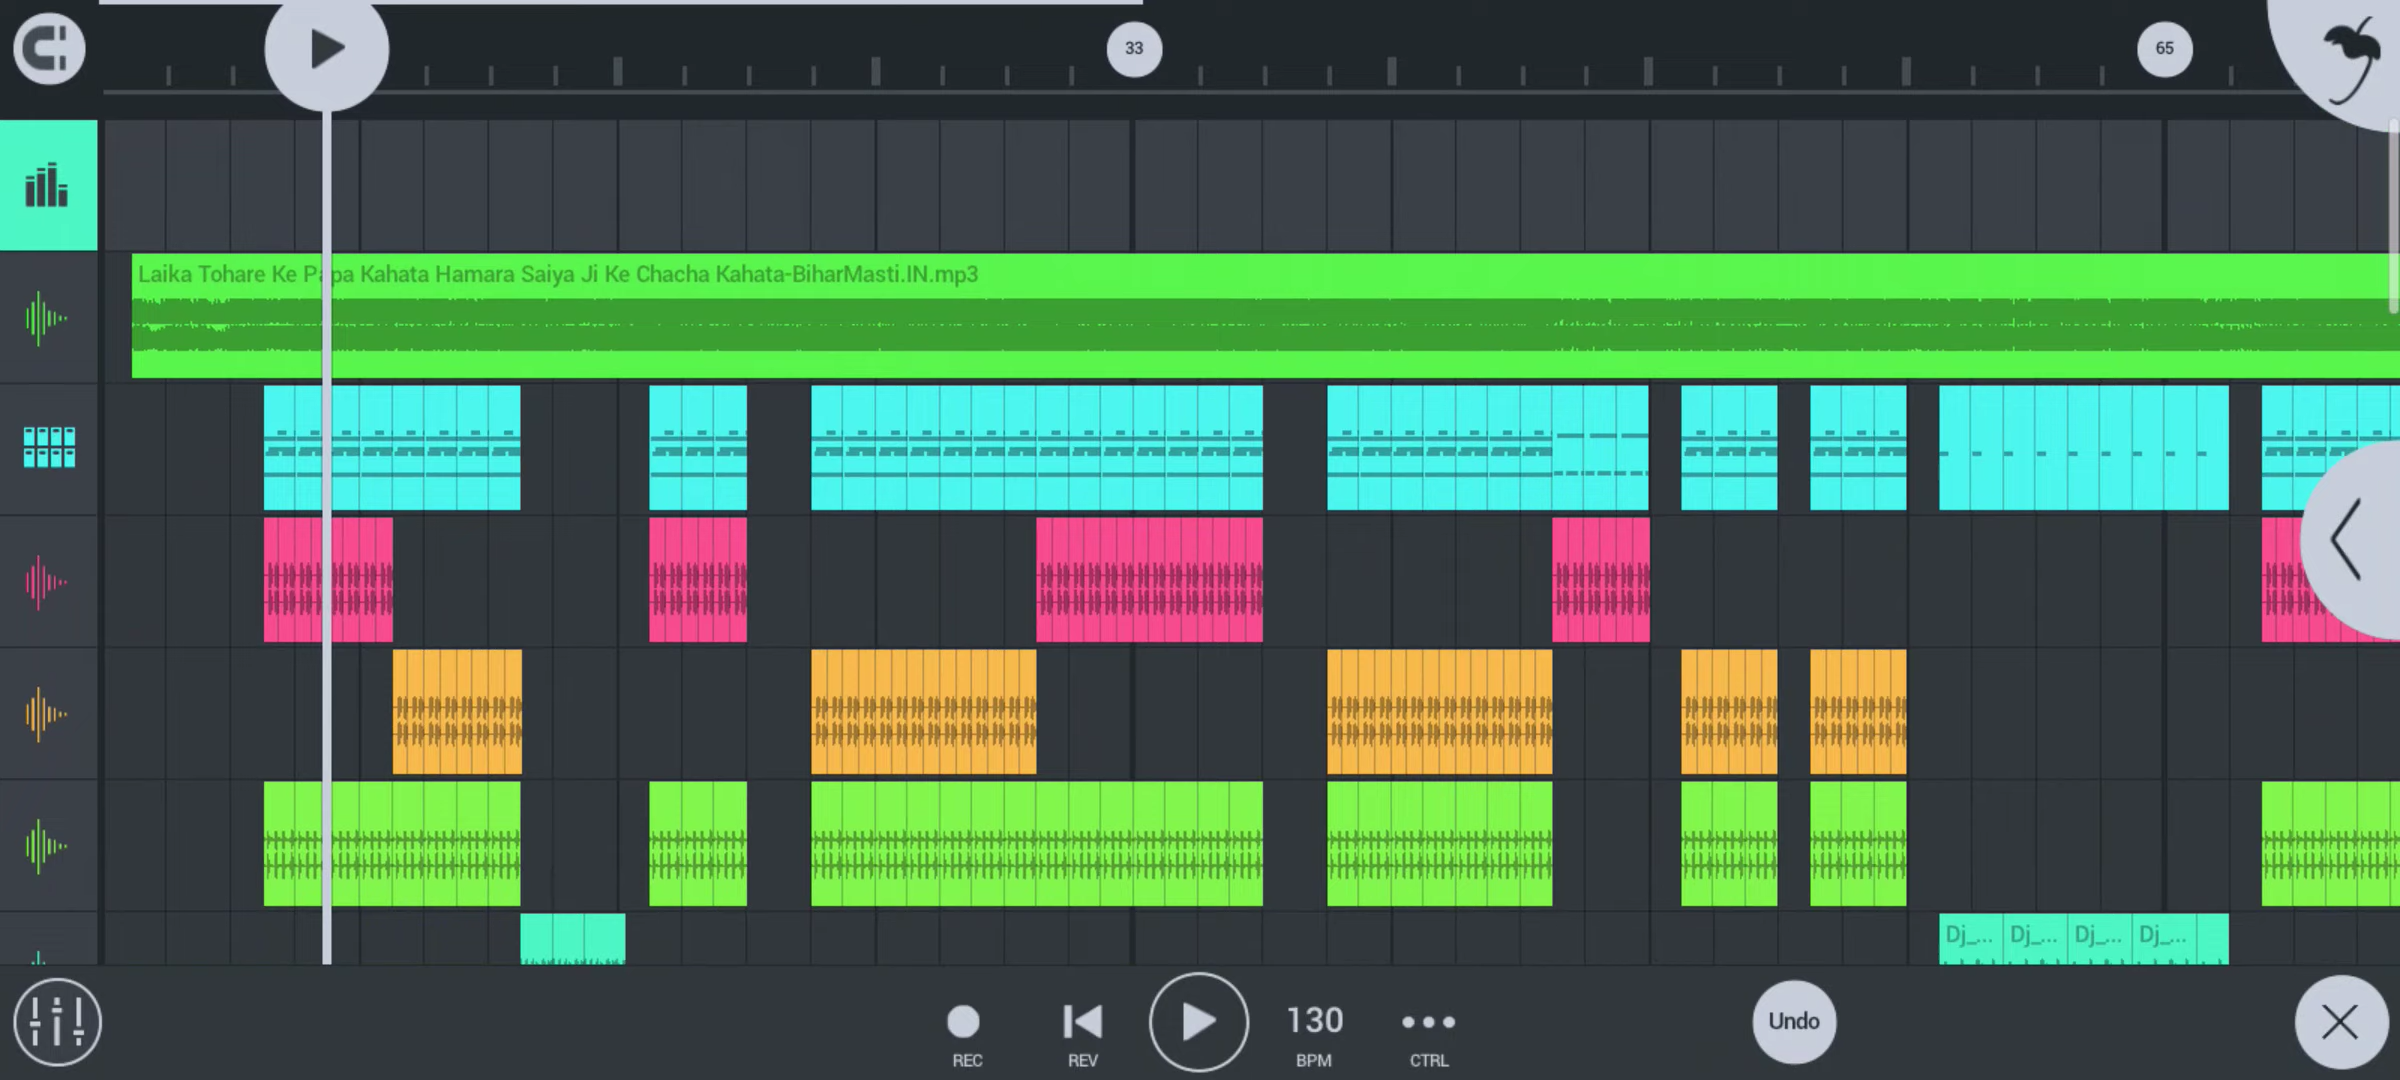 33
65
Laika Tohare Ke Papa Kahata Hamara Saiya Ji Ke Chacha Kahata-BiharMasti.IN.mp3
Dj_... Dj_... Dj_... Dj_...
130
Undo
REC REV BPM CTRL